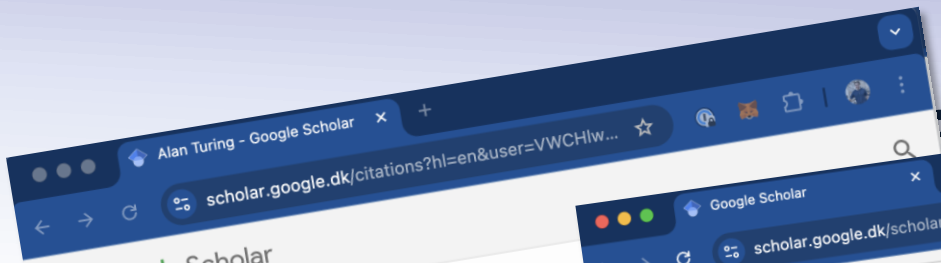 Alan Turing - Google Scholar
scholar.google.dk/citations?hl=en&user=VWCHlw...
Scholar
Google Scholar
scholar.google.dk/scholar